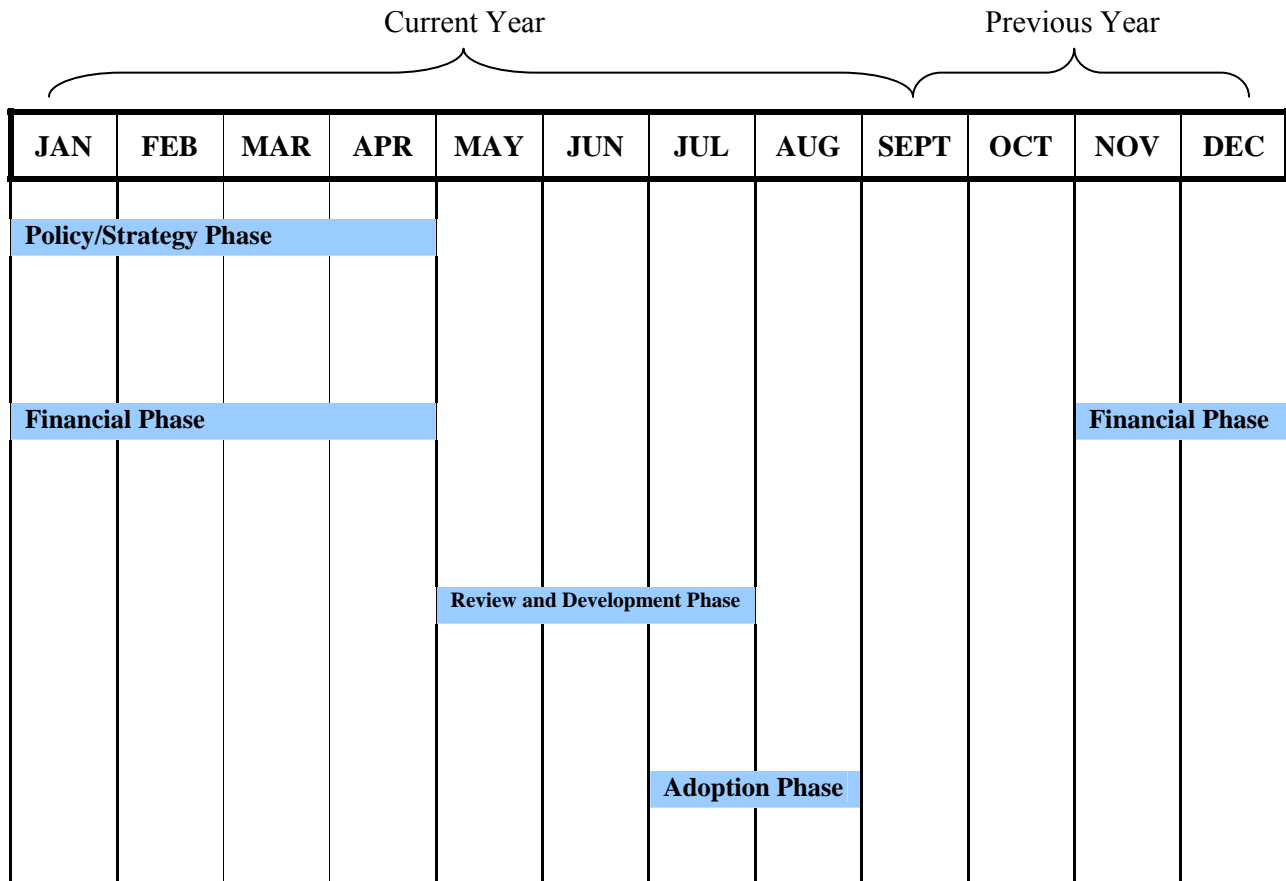 Current Year Previous Year
JAN FEB MAR APR MAY JUN JUL AUG SEPT OCT NOV DEC
Policy/Strategy Phase
Financial Phase Financial Phase
Review and Development Phase
Adoption Phase